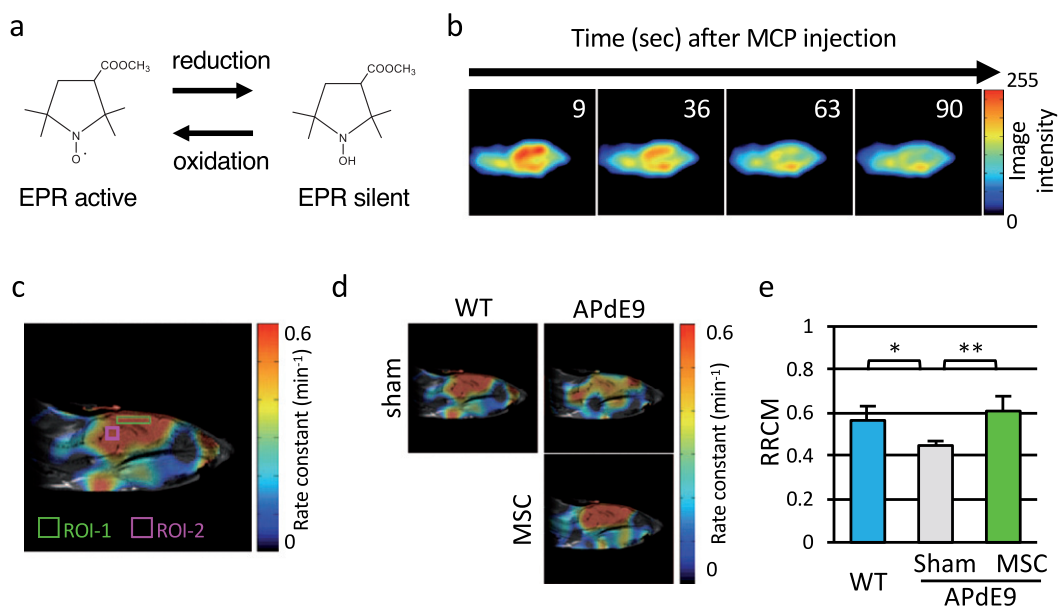 a
COOCH3
N
O·
EPR active
reduction
oxidation
COOCH3
N
OH
EPR silent
b
Time (sec) after MCP injection
9
36
63
90
255
Image
intensity
0
c
0.6
Rate constant (min-1)
0
ROI-1
ROI-2
d
WT
APdE9
sham
MSC
0.6
Rate constant (min-1)
0
e
RRCM
1
0.8
0.6
0.4
0.2
0
*
**
WT
Sham
MSC
APdE9